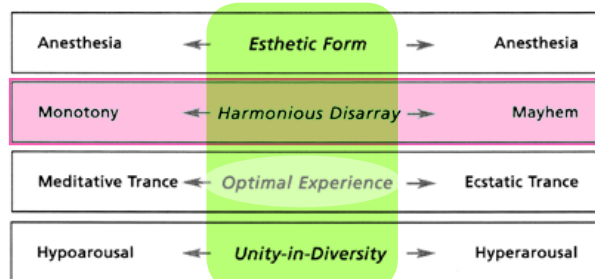 Anesthesia Esthetic Form Anesthesia
Monotony Harmonious Disarray Mayhem
Meditative Trance Optimal Experience Ecstatic Trance
Hypoarousal Unity-in-Diversity Hyperarousal